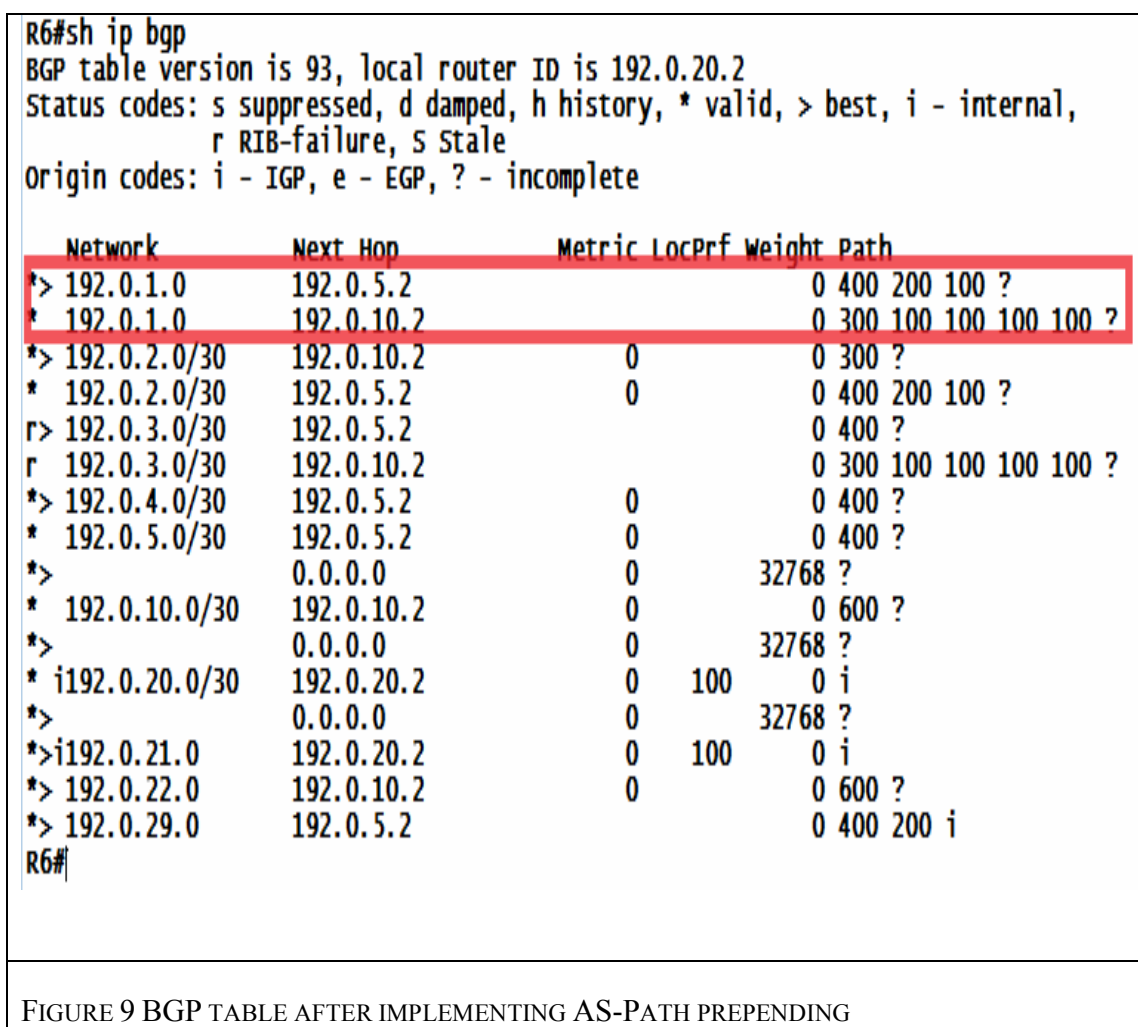 R6#sh ip bgp
BGP table version is 93, local router ID is 192.0.20.2
Status codes: s suppressed, d damped, h history, * valid, > best, i - internal,
r RIB-failure, S Stale
Origin codes: i - IGP, e - EGP, ? - incomplete
Network Next Hop Metric LocPrf Weight Path
*> 192.0.1.0 192.0.5.2 0 400 200 100 ?
* 192.0.1.0 192.0.10.2 0 300 100 100 100 100 ?
*> 192.0.2.0/30 192.0.10.2 0 0 300 ?
* 192.0.2.0/30 192.0.5.2 0 0 400 200 100 ?
r> 192.0.3.0/30 192.0.5.2 0 400 ?
r 192.0.3.0/30 192.0.10.2 0 300 100 100 100 100 ?
*> 192.0.4.0/30 192.0.5.2 0 0 400 ?
* 192.0.5.0/30 192.0.5.2 0 0 400 ?
*> 0.0.0.0 0 32768 ?
* 192.0.10.0/30 192.0.10.2 0 0 600 ?
*> 0.0.0.0 0 32768 ?
* i192.0.20.0/30 192.0.20.2 0 100 0 i
*> 0.0.0.0 0 32768 ?
*>i192.0.21.0 192.0.20.2 0 100 0 i
*> 192.0.22.0 192.0.10.2 0 0 600 ?
*> 192.0.29.0 192.0.5.2 0 400 200 i
R6#
FIGURE 9 BGP TABLE AFTER IMPLEMENTING AS-PATH PREPENDING